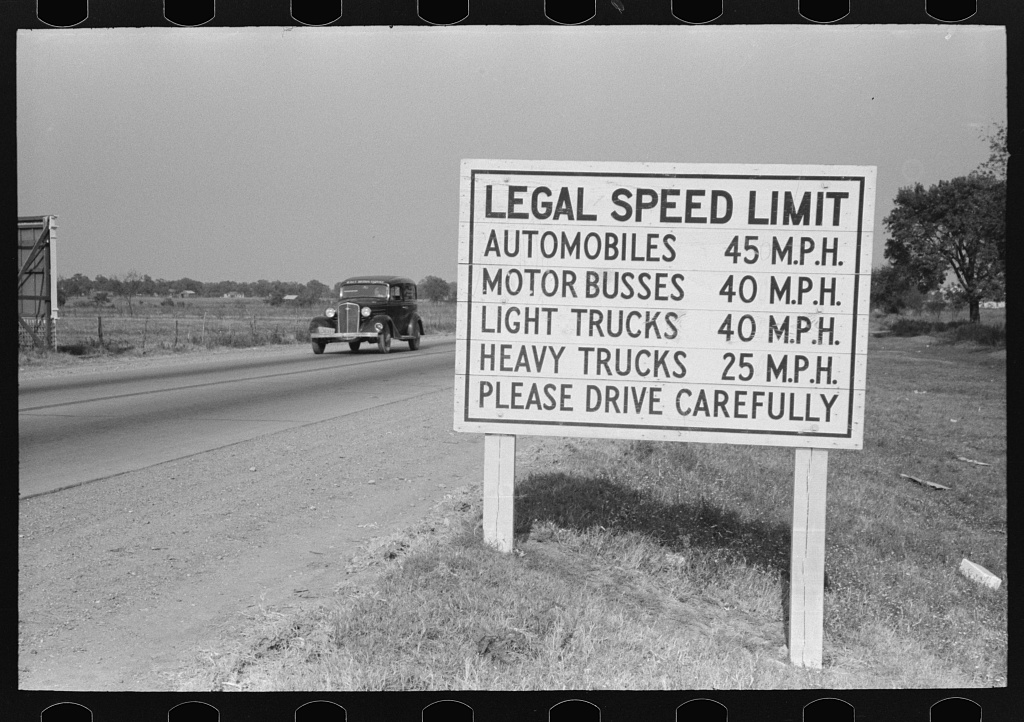 LEGAL SPEED LIMIT
AUTOMOBILES 45 M.P.H.
MOTOR BUSSES 40 M.P.H.
LIGHT TRUCKS 40 M.P.H.
HEAVY TRUCKS 25 M.P.H.
PLEASE DRIVE CAREFULLY